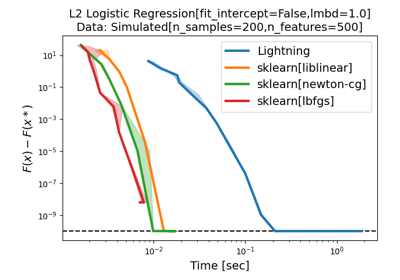 L2 Logistic Regression[fit_intercept=False,lmbd=1.0]
Data: Simulated[n_samples=200,n_features=500]
Lightning
sklearn[liblinear]
sklearn[newton-cg]
sklearn[lbfgs]
F(x) − F(x*)
10¹
10⁻¹
10⁻³
10⁻⁵
10⁻⁷
10⁻⁹
10⁻² 10⁻¹ 10⁰
Time [sec]